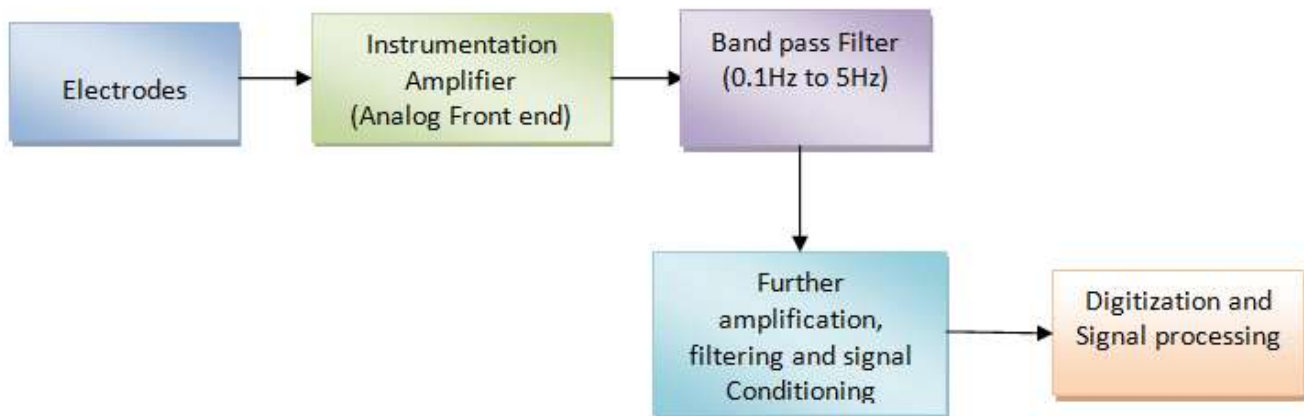 Electrodes
Instrumentation
Amplifier
(Analog Front end)
Band pass Filter
(0.1Hz to 5Hz)
Further
amplification,
filtering and signal
Conditioning
Digitization and
Signal processing